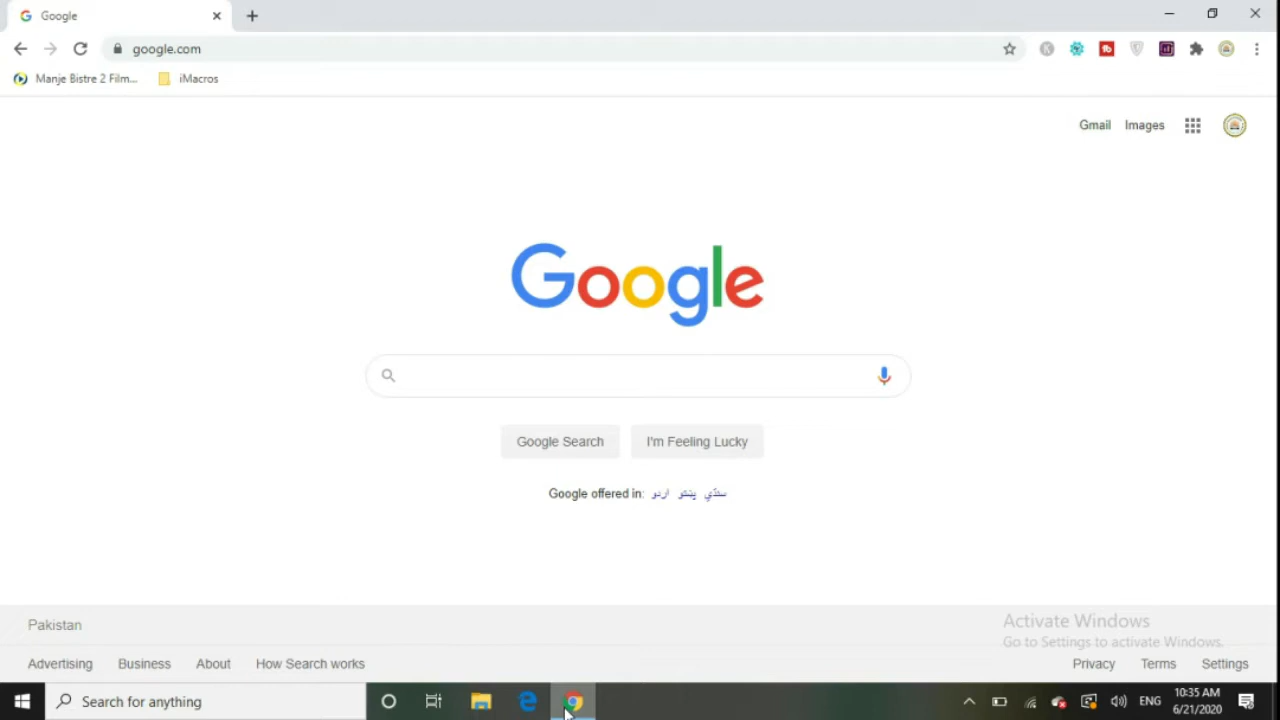 Google
google.com
Manje Bistre 2 Film... iMacros
Gmail Images
Google
Google Search I'm Feeling Lucky
Google offered in: اردو پښتو سنڌي
Pakistan
Activate Windows
Go to Settings to activate Windows.
Advertising Business About How Search works Privacy Terms Settings
Search for anything
ENG
10:35 AM
6/21/2020